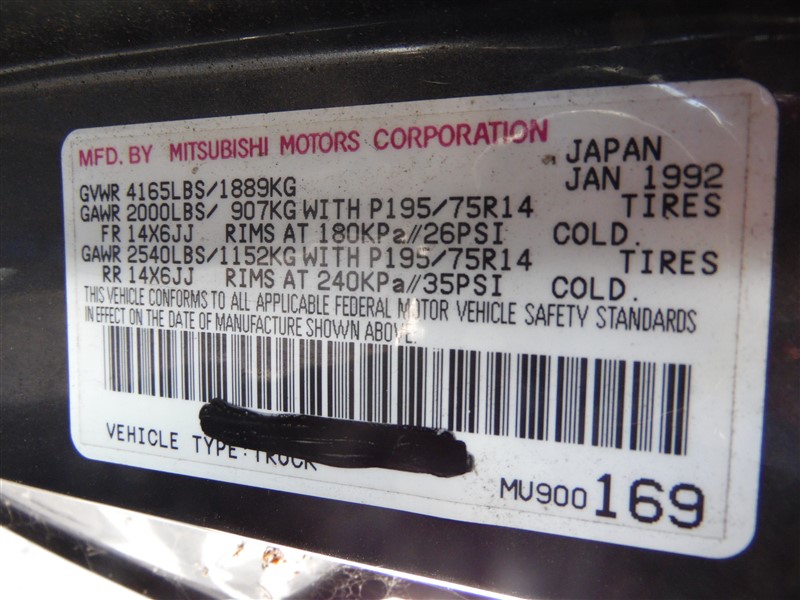 MFD. BY MITSUBISHI MOTORS CORPORATION JAPAN
GVWR 4165LBS/1889KG JAN 1992
GAWR 2000LBS/ 907KG WITH P195/75R14 TIRES
FR 14X6JJ RIMS AT 180KPa//26PSI COLD.
GAWR 2540LBS/1152KG WITH P195/75R14 TIRES
RR 14X6JJ RIMS AT 240KPa//35PSI COLD.
THIS VEHICLE CONFORMS TO ALL APPLICABLE FEDERAL MOTOR VEHICLE SAFETY STANDARDS
IN EFFECT ON THE DATE OF MANUFACTURE SHOWN ABOVE.
VEHICLE TYPE:TRUCK
MV900169